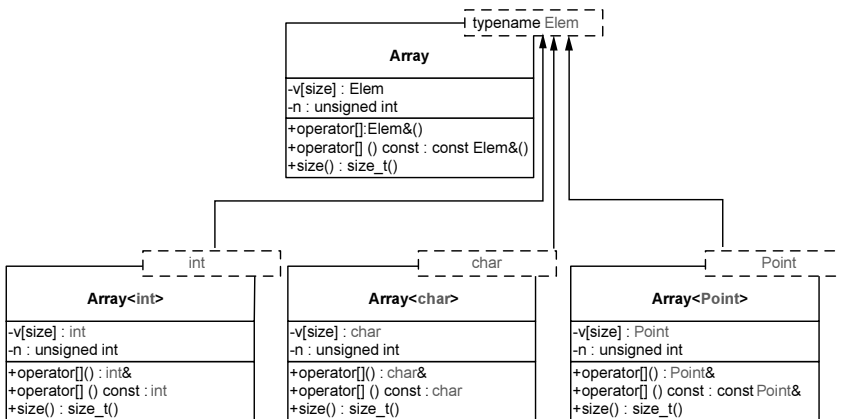 typename Elem
Array
-v[size] : Elem
-n : unsigned int
+operator[]:Elem&()
+operator[] () const : const Elem&()
+size() : size_t()
int
Array<int>
-v[size] : int
-n : unsigned int
+operator[]() : int&
+operator[] () const : int
+size() : size_t()
char
Array<char>
-v[size] : char
-n : unsigned int
+operator[]() : char&
+operator[] () const : char
+size() : size_t()
Point
Array<Point>
-v[size] : Point
-n : unsigned int
+operator[]() : Point&
+operator[] () const : const Point&
+size() : size_t()